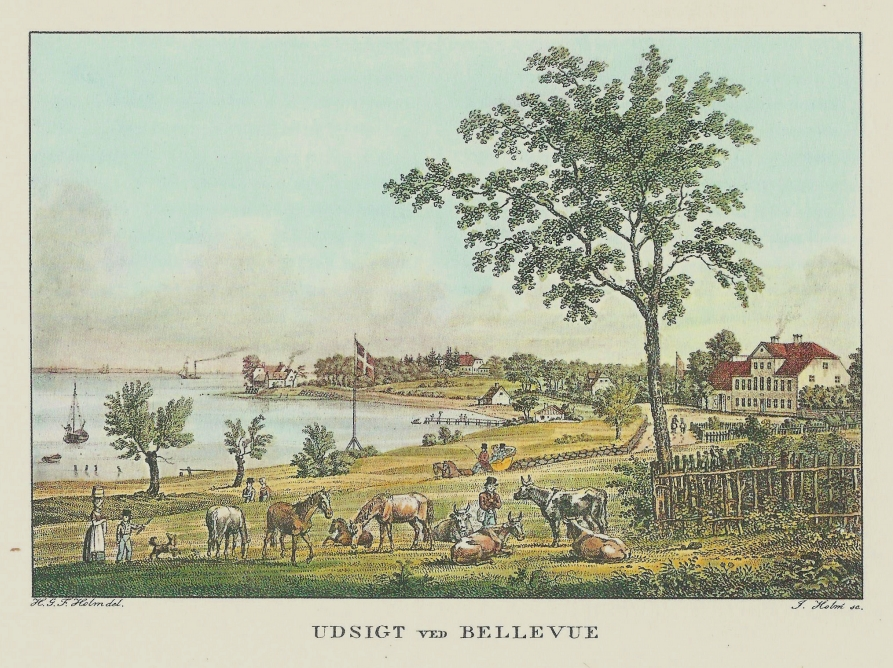 H. G. F. Holm del.
J. Holm sc.
UDSIGT VED BELLEVUE